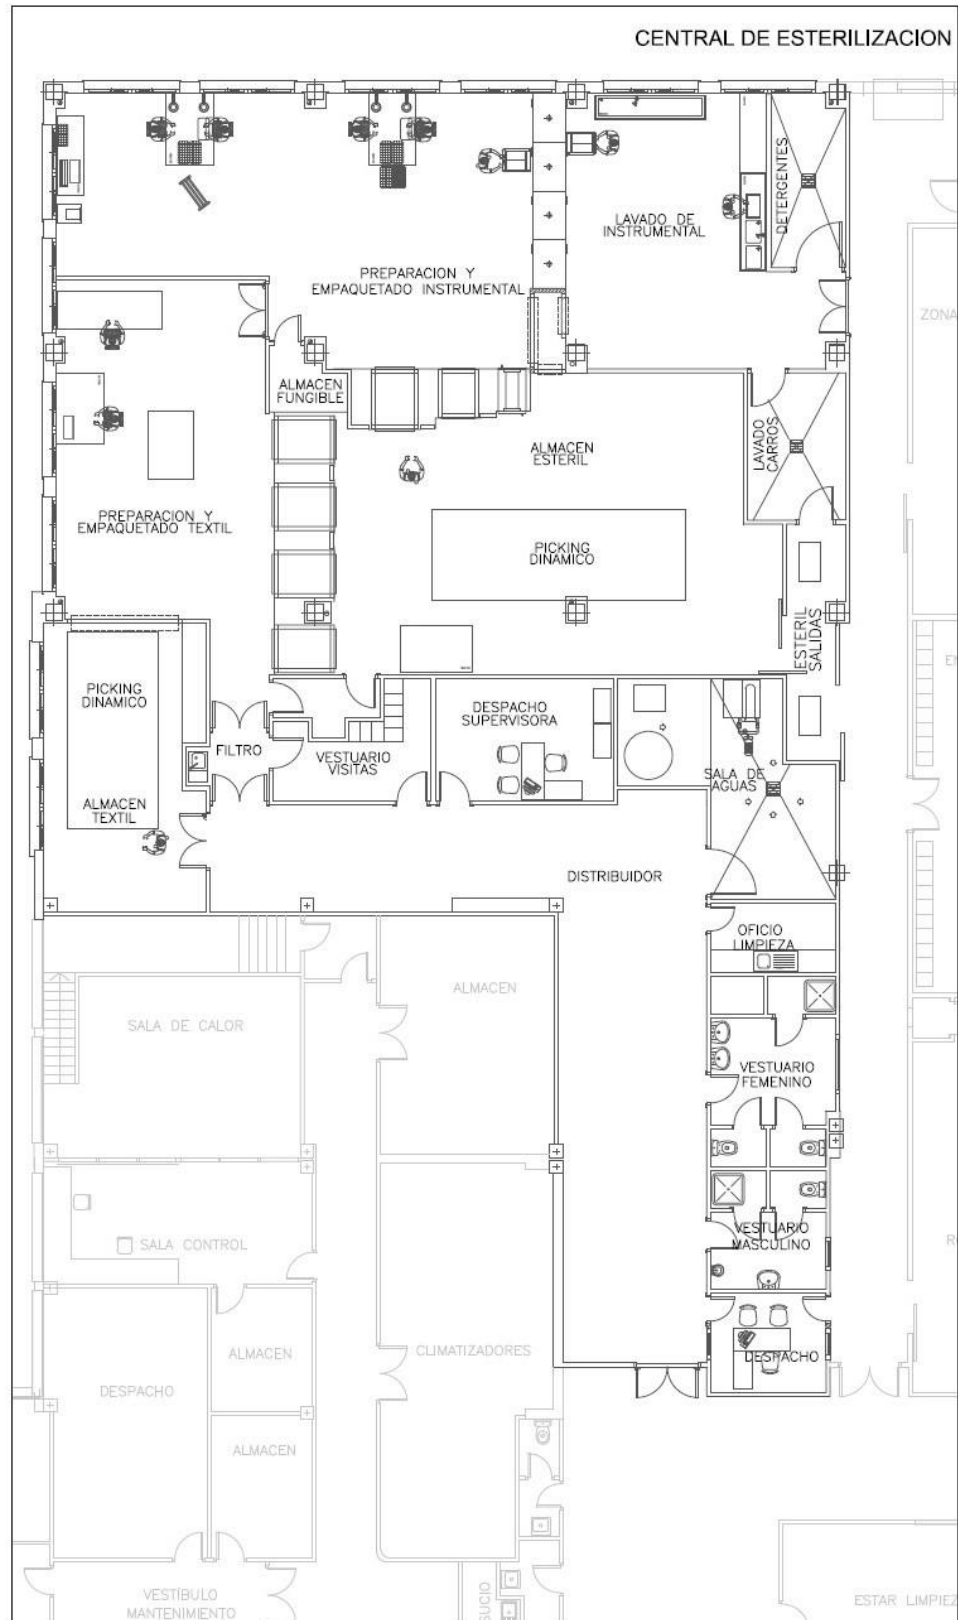 CENTRAL DE ESTERILIZACION
DETERGENTES
LAVADO DE
INSTRUMENTAL
PREPARACION Y
EMPAQUETADO INSTRUMENTAL
ZONA
ALMACEN
FUNGIBLE
ALMACEN
ESTERIL
LAVADO
CARROS
PREPARACION Y
EMPAQUETADO TEXTIL
PICKING
DINAMICO
ESTERIL
SALIDAS
PICKING
DINAMICO
DESPACHO
SUPERVISORA
FILTRO
VESTUARIO
VISITAS
SALA DE
AGUAS
ALMACEN
TEXTIL
DISTRIBUIDOR
OFICIO
LIMPIEZA
ALMACEN
SALA DE CALOR
VESTUARIO
FEMENINO
VESTUARIO
MASCULINO
SALA CONTROL
CLIMATIZADORES
ALMACEN
DESPACHO
DESPACHO
ALMACEN
VESTÍBULO
MANTENIMIENTO
SUCIO
ESTAR LIMPIEZ